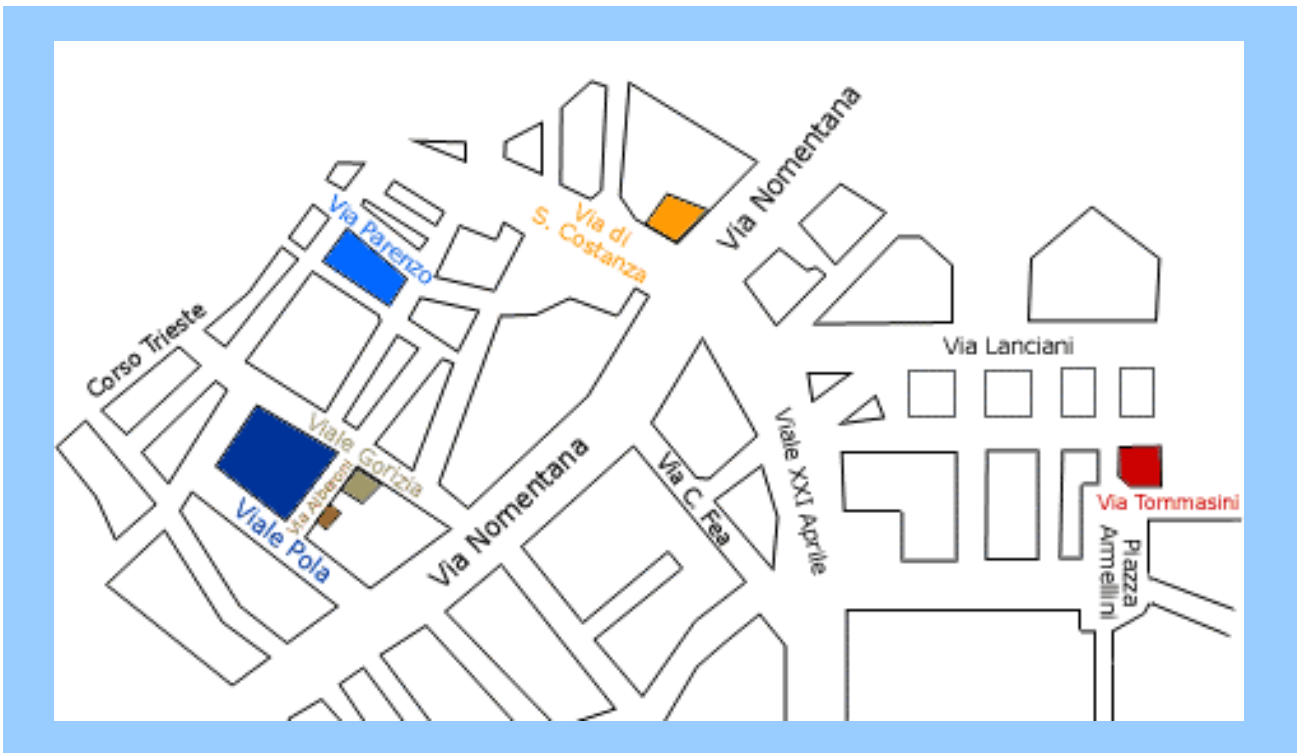 Via Nomentana
Via Parenzo
Via di
S. Costanza
Corso Trieste
Via Lanciani
Viale Gorizia
Via Alberoni
Viale Pola
Via Nomentana
Via C. Fea
Viale XXI Aprile
Via Tommasini
Piazza
Armellini